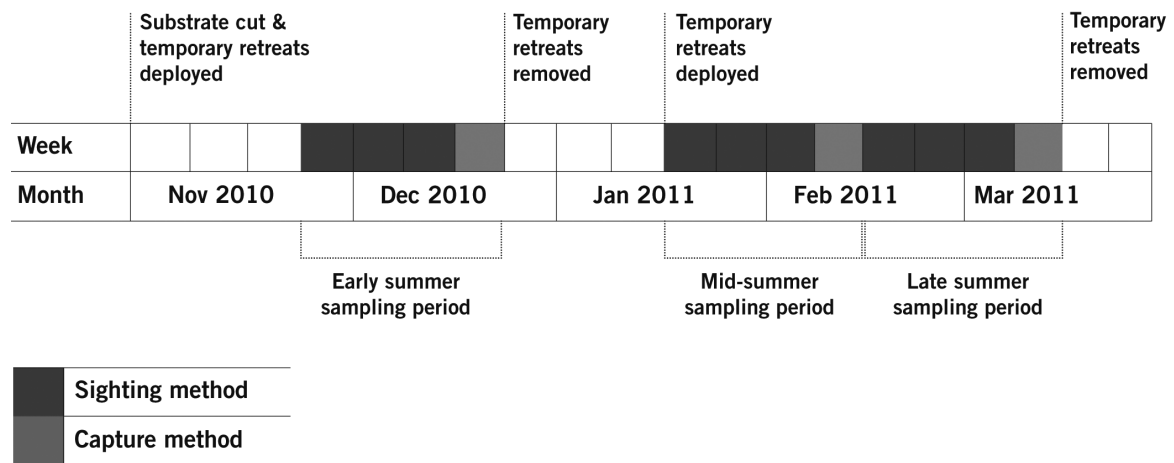 Substrate cut &
temporary retreats
deployed
Temporary
retreats
removed
Temporary
retreats
deployed
Temporary
retreats
removed
Week
Month
Nov 2010
Dec 2010
Jan 2011
Feb 2011
Mar 2011
Early summer
sampling period
Mid-summer
sampling period
Late summer
sampling period
Sighting method
Capture method